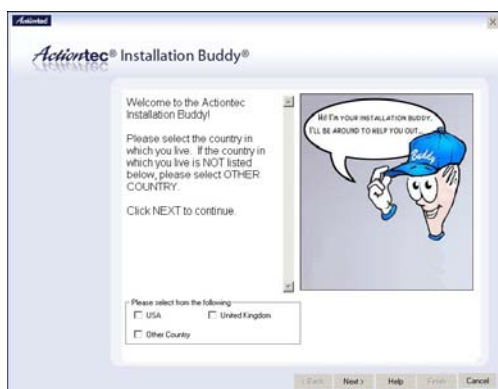 Actiontec
Actiontec® Installation Buddy®
Welcome to the Actiontec
Installation Buddy!
Please select the country in
which you live. If the country in
which you live is NOT listed
below, please select OTHER
COUNTRY.
Click NEXT to continue.
HI! I'M YOUR INSTALLATION BUDDY.
I'LL BE AROUND TO HELP YOU OUT...
Buddy
Please select from the following
USA
United Kingdom
Other Country
< Back
Next >
Help
Finish
Cancel